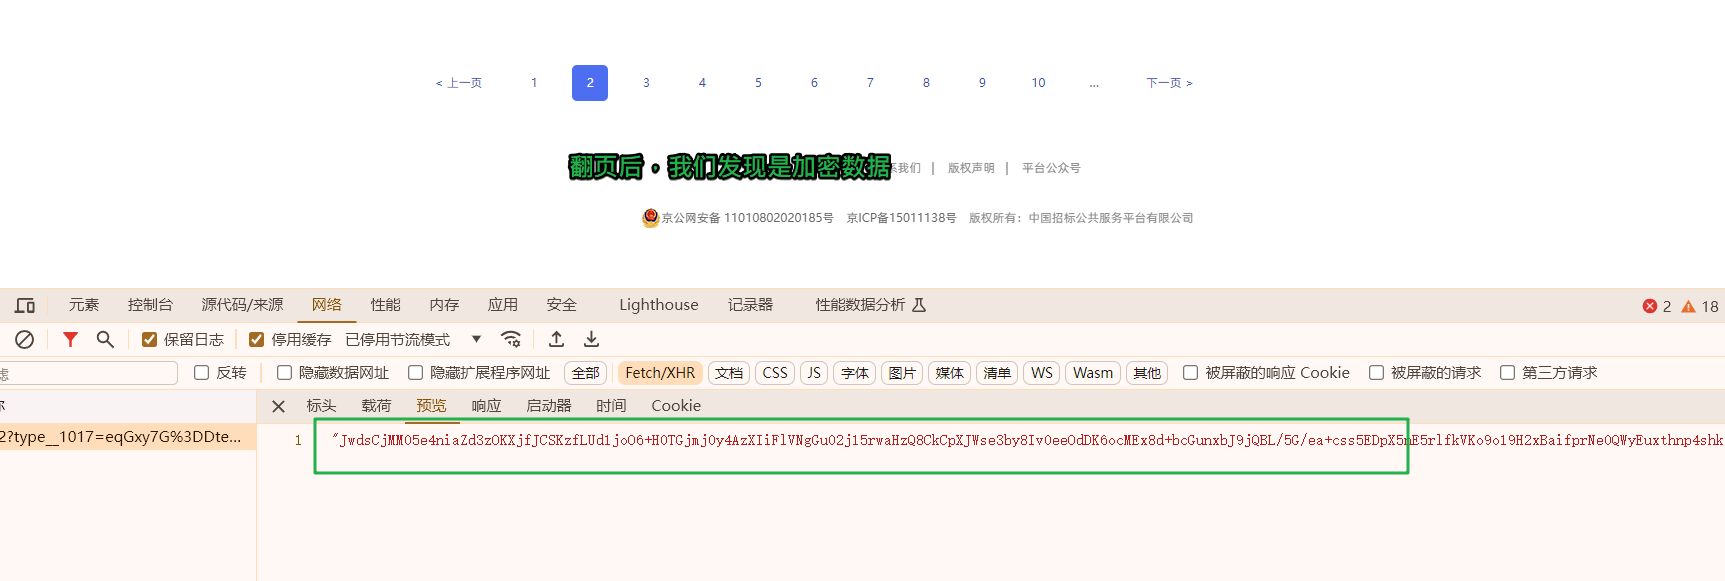 < 上一页 1 2 3 4 5 6 7 8 9 10 ... 下一页 >
翻页后，我们发现是加密数据
系我们 | 版权声明 | 平台公众号
京公网安备 11010802020185号 京ICP备15011138号 版权所有：中国招标公共服务平台有限公司
元素 控制台 源代码/来源 网络 性能 内存 应用 安全 Lighthouse 记录器 性能数据分析 2 18
保留日志 停用缓存 已停用节流模式
滤 反转 隐藏数据网址 隐藏扩展程序网址 全部 Fetch/XHR 文档 CSS JS 字体 图片 媒体 清单 WS Wasm 其他 被屏蔽的响应 Cookie 被屏蔽的请求 第三方请求
标头 载荷 预览 响应 启动器 时间 Cookie
2?type__1017=eqGxy7G%3DDte...
1 "JwdsCjMM05e4niaZd3zOKXjfJCSKzfLUd1joO6+H0TGjmj0y4AzXIiFlVNgGu02j15rwaHzQ8CkCpXJWse3by8Iv0eeOdDK6ocMEx8d+bcGunxbJ9jQBL/5G/ea+css5EDpX5nE5rlfkVKo9o19H2xBaifprNe0QWyEuxthnp4shk